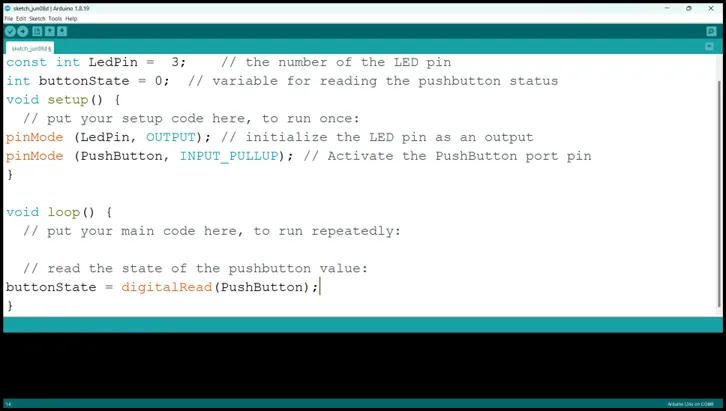 sketch_jun08d | Arduino 1.8.19
File Edit Sketch Tools Help
sketch_jun08d §
const int LedPin =  3;    // the number of the LED pin
int buttonState = 0;  // variable for reading the pushbutton status
void setup() {
  // put your setup code here, to run once:
pinMode (LedPin, OUTPUT); // initialize the LED pin as an output
pinMode (PushButton, INPUT_PULLUP); // Activate the PushButton port pin
}
void loop() {
  // put your main code here, to run repeatedly:
  // read the state of the pushbutton value:
buttonState = digitalRead(PushButton);
}
14